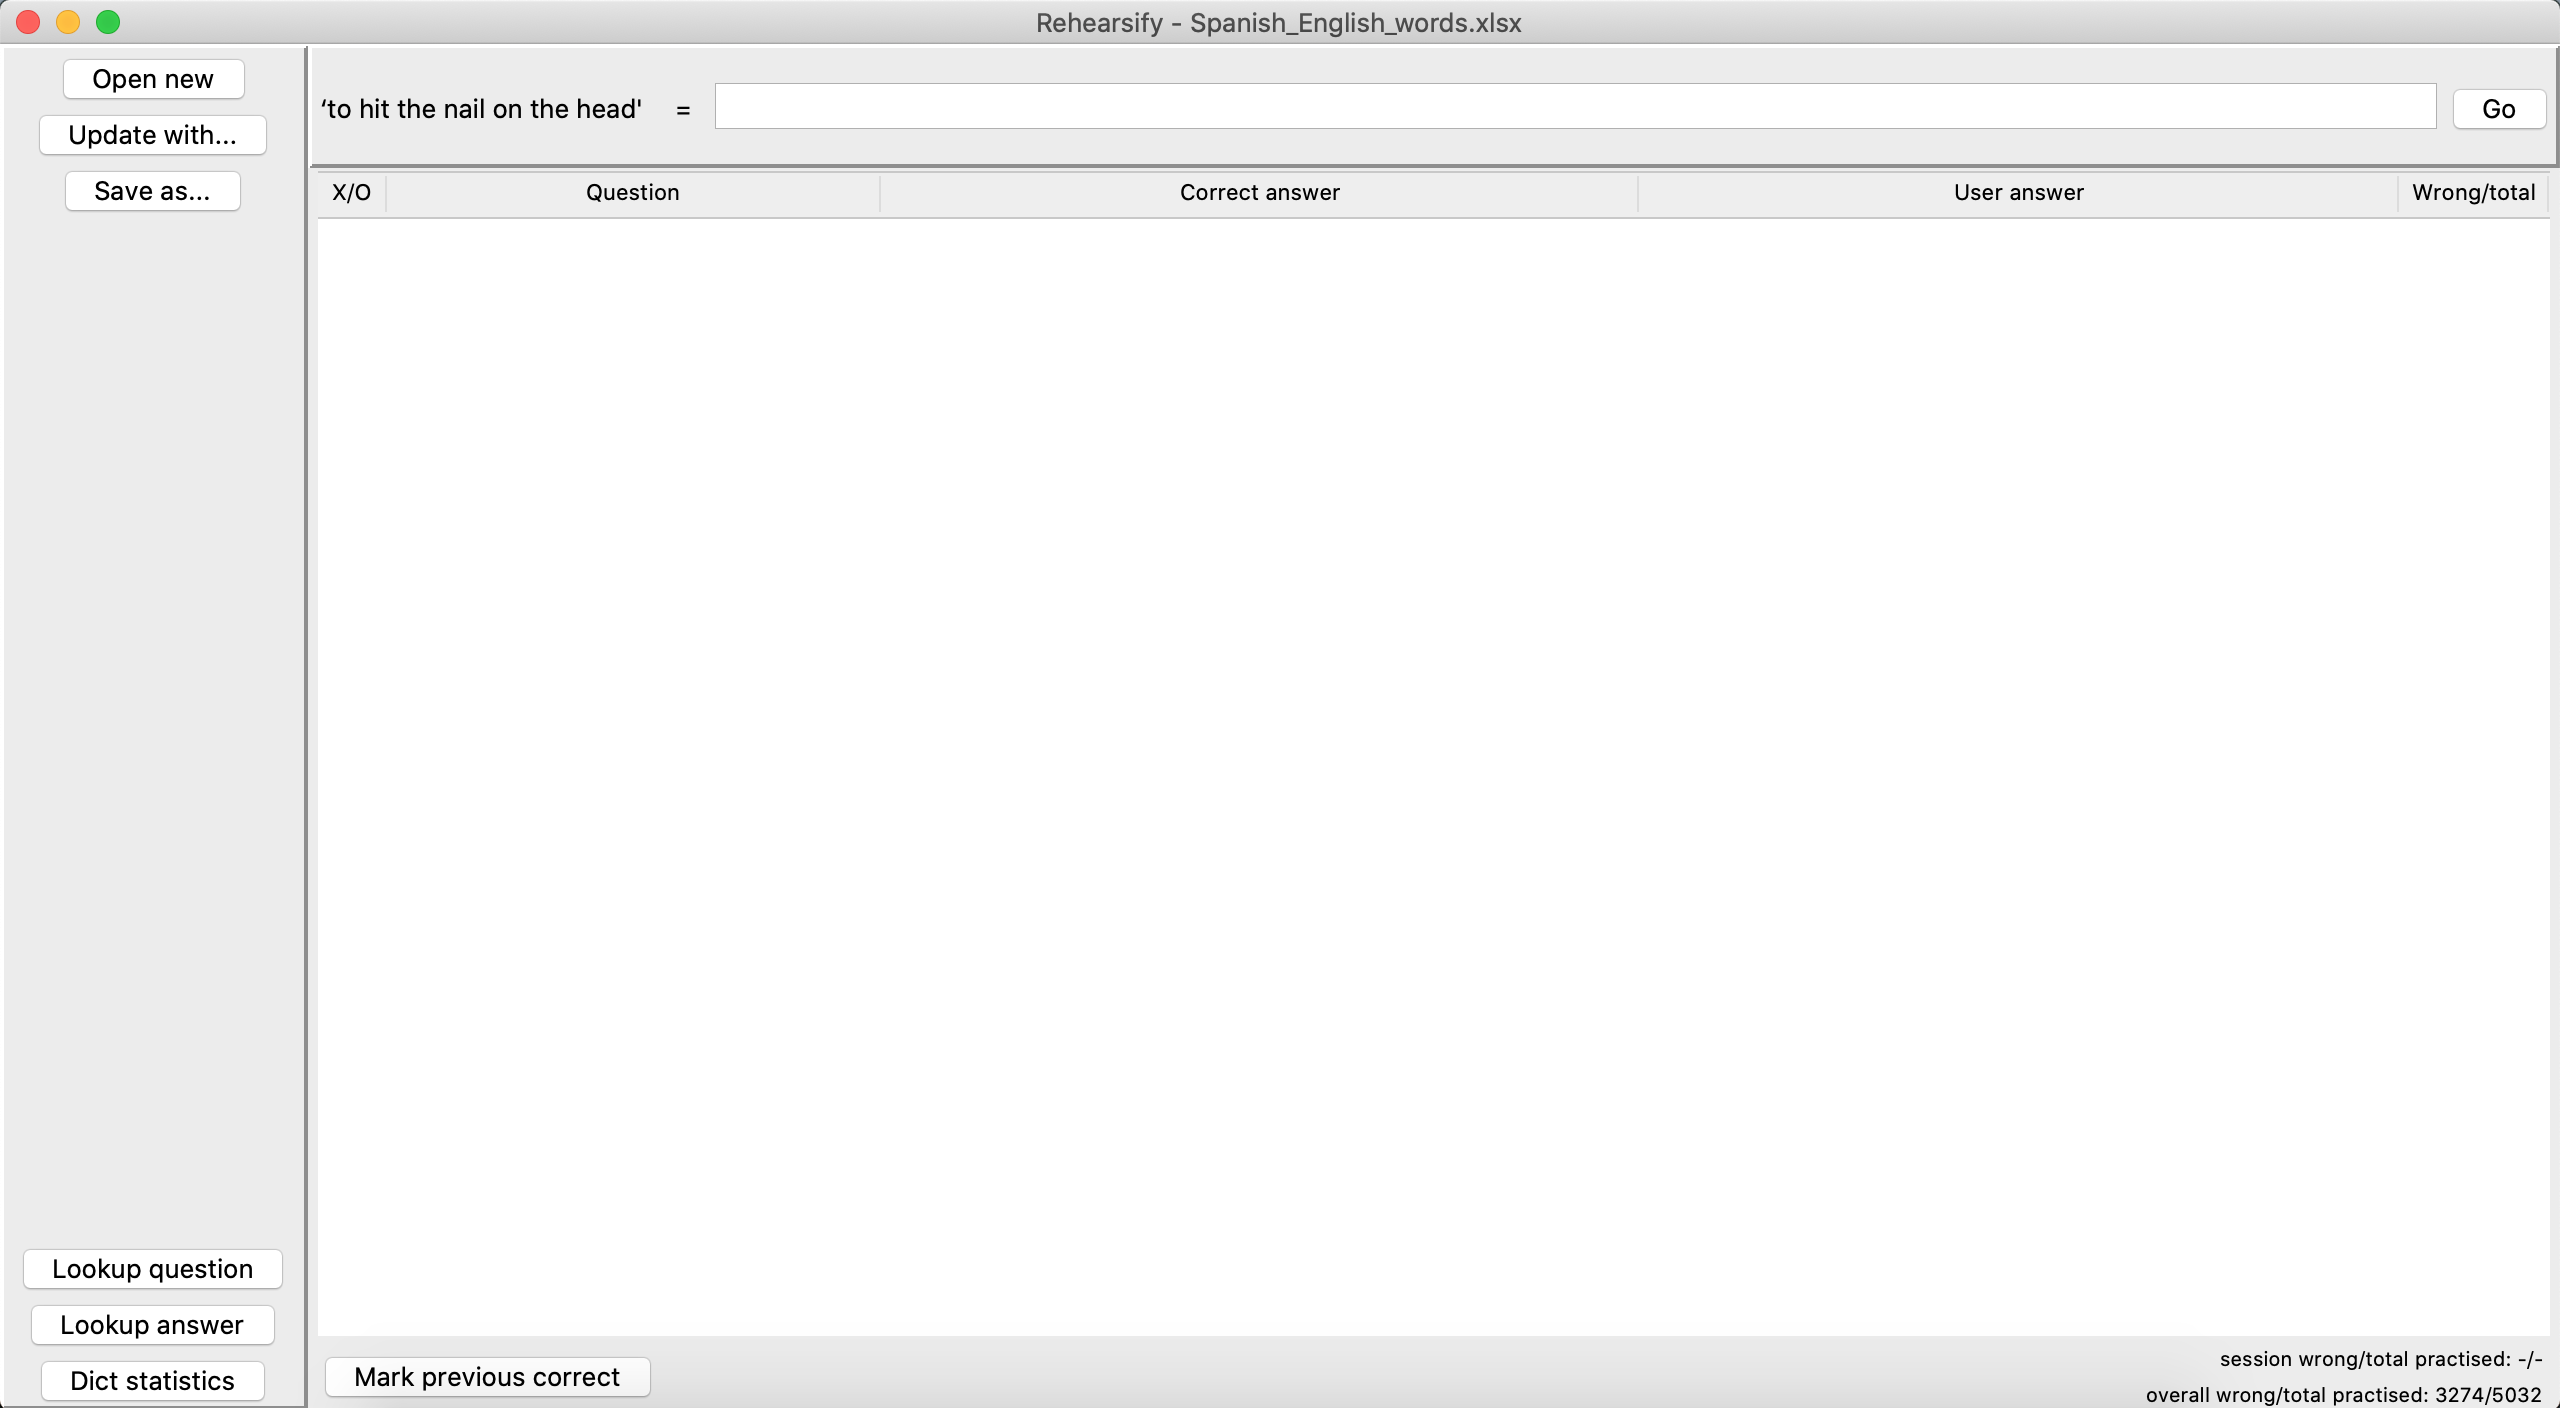 Rehearsify - Spanish_English_words.xlsx
Open new
Update with...
Save as...
‘to hit the nail on the head' =
Go
X/O Question Correct answer User answer Wrong/total
Lookup question
Lookup answer
Dict statistics
Mark previous correct
session wrong/total practised: -/-
overall wrong/total practised: 3274/5032